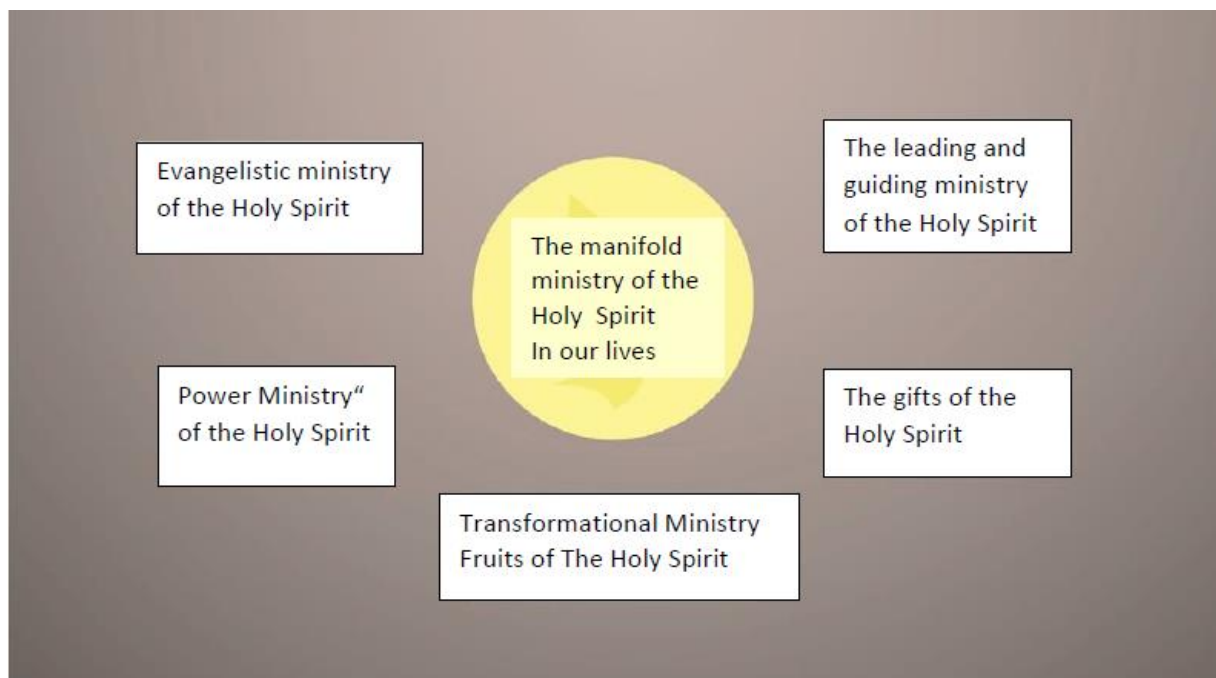 Evangelistic ministry
of the Holy Spirit
The leading and
guiding ministry
of the Holy Spirit
The manifold
ministry of the
Holy  Spirit
In our lives
Power Ministry“
of the Holy Spirit
The gifts of the
Holy Spirit
Transformational Ministry
Fruits of The Holy Spirit